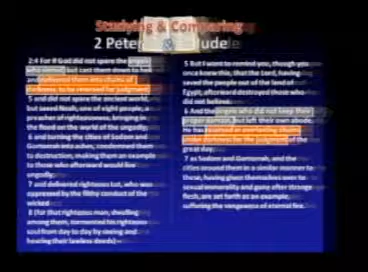 Studying & Comparing
2 Peter & Jude
2:4 For if God did not spare the angels
who sinned, but cast them down to hell
and delivered them into chains of
darkness, to be reserved for judgment;
5 and did not spare the ancient world,
but saved Noah, one of eight people, a
preacher of righteousness, bringing in
the flood on the world of the ungodly;
6 and turning the cities of Sodom and
Gomorrah into ashes, condemned them
to destruction, making them an example
to those who afterward would live
ungodly;
7 and delivered righteous Lot, who was
oppressed by the filthy conduct of the
wicked
8 (for that righteous man, dwelling
among them, tormented his righteous
soul from day to day by seeing and
hearing their lawless deeds)—
5 But I want to remind you, though you
once knew this, that the Lord, having
saved the people out of the land of
Egypt, afterward destroyed those who
did not believe.
6 And the angels who did not keep their
proper domain, but left their own abode,
He has reserved in everlasting chains
under darkness for the judgment of the
great day;
7 as Sodom and Gomorrah, and the
cities around them in a similar manner to
these, having given themselves over to
sexual immorality and gone after strange
flesh, are set forth as an example,
suffering the vengeance of eternal fire.